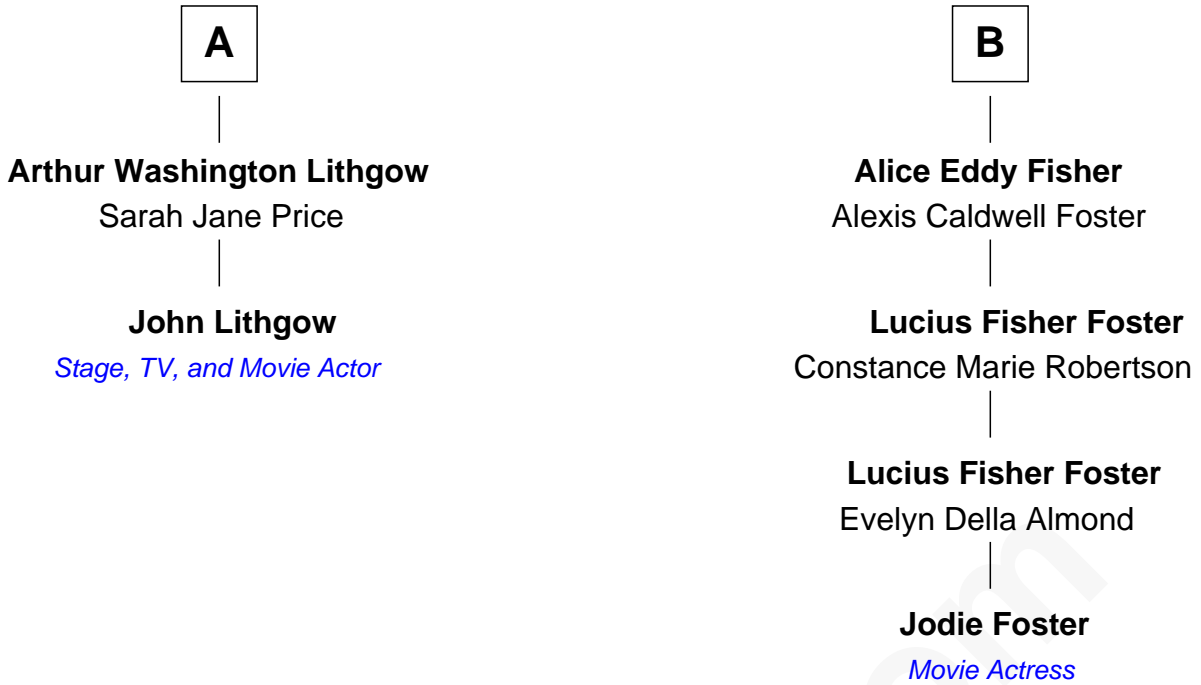 A
Arthur Washington Lithgow
Sarah Jane Price
John Lithgow
Stage, TV, and Movie Actor
B
Alice Eddy Fisher
Alexis Caldwell Foster
Lucius Fisher Foster
Constance Marie Robertson
Lucius Fisher Foster
Evelyn Della Almond
Jodie Foster
Movie Actress